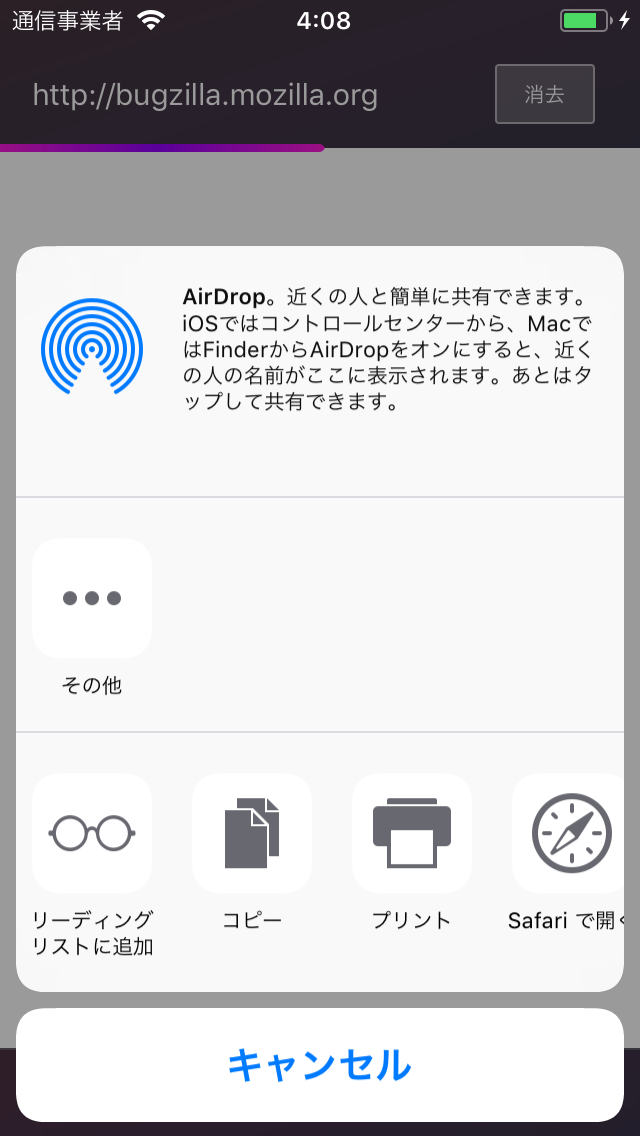 通信事業者
4:08
http://bugzilla.mozilla.org
消去
AirDrop。近くの人と簡単に共有できます。
iOSではコントロールセンターから、Macで
はFinderからAirDropをオンにすると、近く
の人の名前がここに表示されます。あとはタ
ップして共有できます。
その他
リーディング
リストに追加
コピー
プリント
Safari で開く
キャンセル